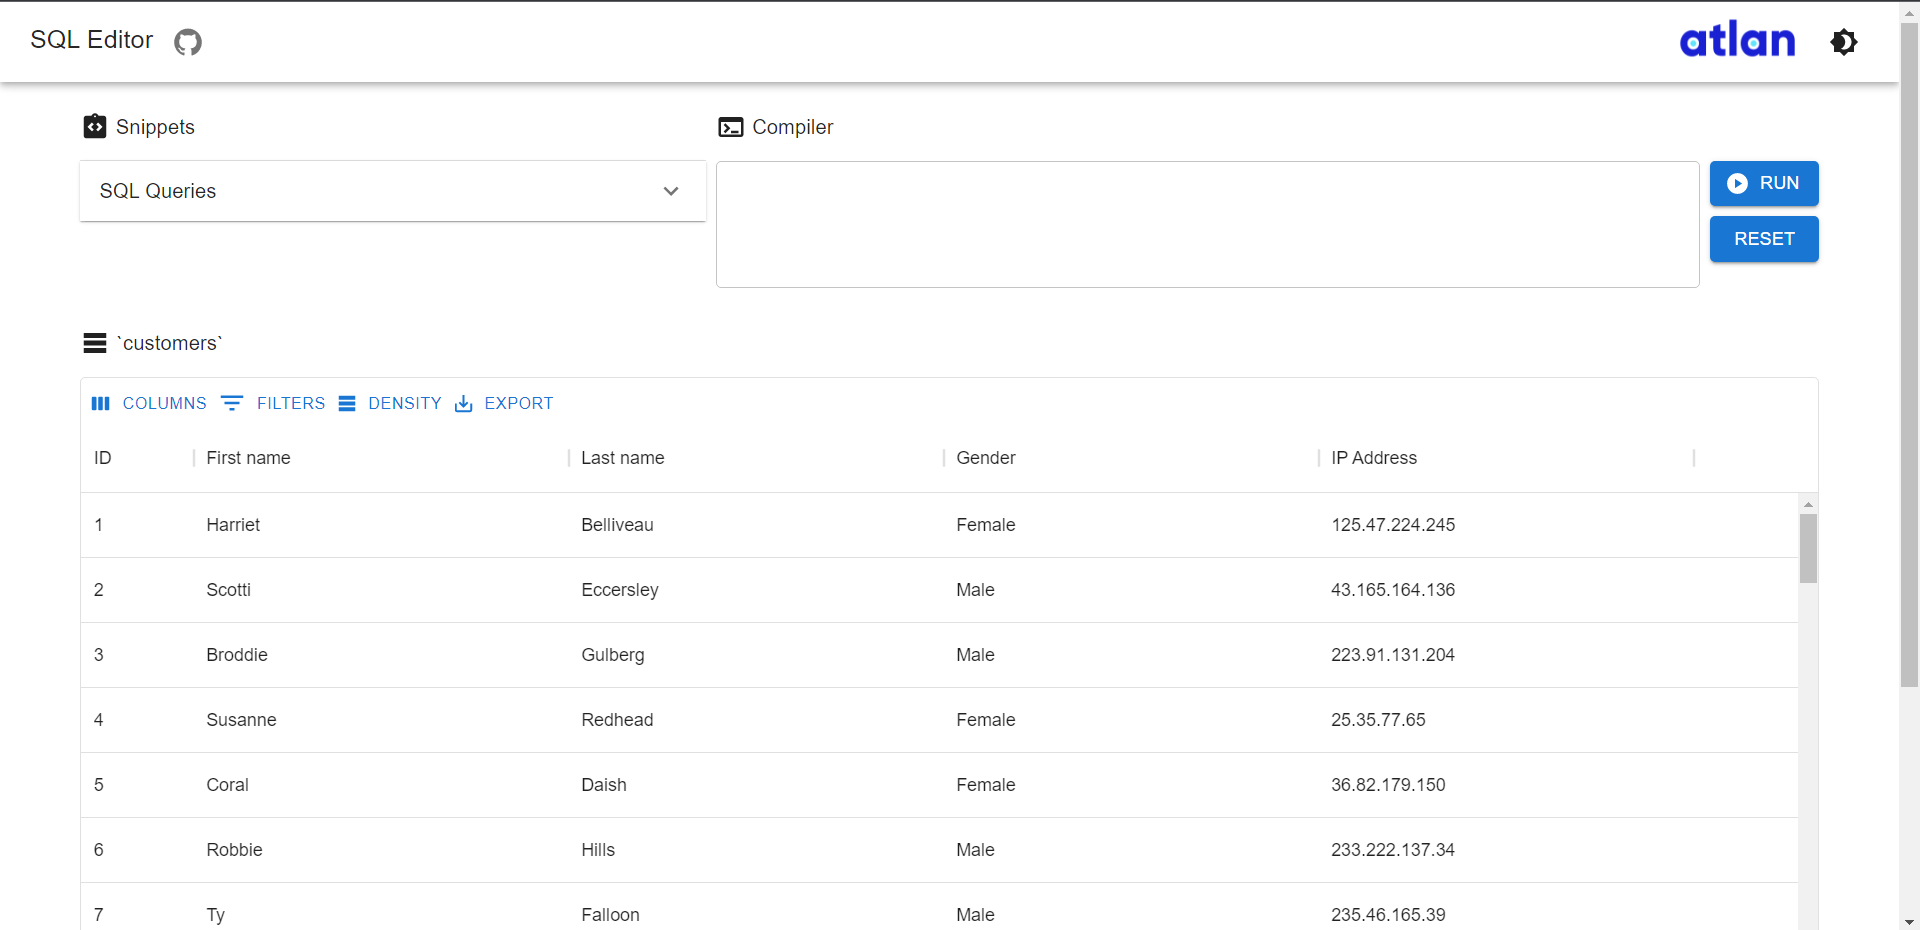 SQL Editor
atlan
Snippets
Compiler
SQL Queries
RUN
RESET
`customers`
COLUMNS FILTERS DENSITY EXPORT
ID First name Last name Gender IP Address
1 Harriet Belliveau Female 125.47.224.245
2 Scotti Eccersley Male 43.165.164.136
3 Broddie Gulberg Male 223.91.131.204
4 Susanne Redhead Female 25.35.77.65
5 Coral Daish Female 36.82.179.150
6 Robbie Hills Male 233.222.137.34
7 Ty Falloon Male 235.46.165.39